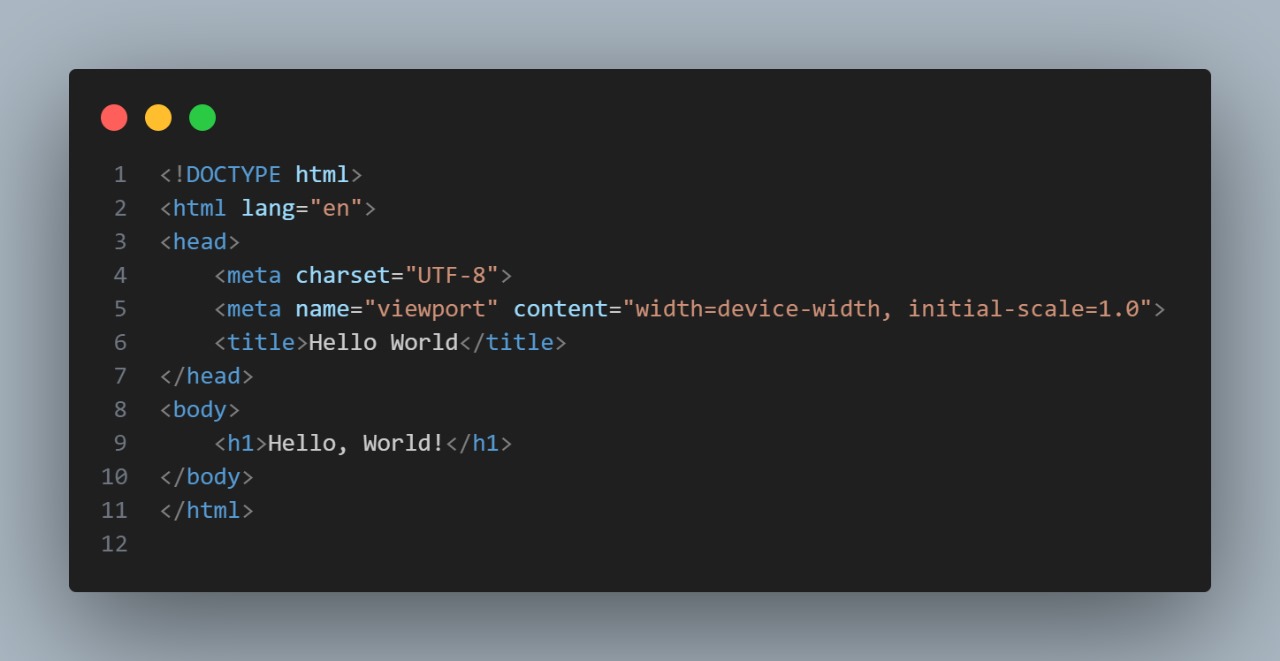 1 <!DOCTYPE html>
2 <html lang="en">
3 <head>
4     <meta charset="UTF-8">
5     <meta name="viewport" content="width=device-width, initial-scale=1.0">
6     <title>Hello World</title>
7 </head>
8 <body>
9     <h1>Hello, World!</h1>
10 </body>
11 </html>
12